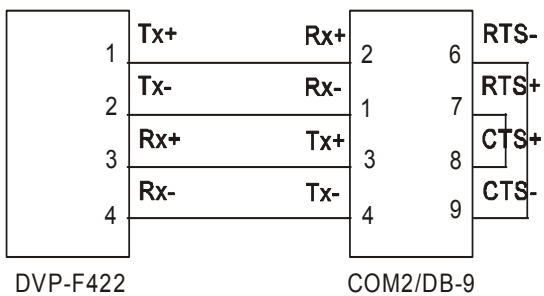 Tx+ Rx+ RTS-
1 2 6
Tx- Rx- RTS+
2 1 7
Rx+ Tx+ CTS+
3 3 8
Rx- Tx- CTS-
4 4 9
DVP-F422 COM2/DB-9